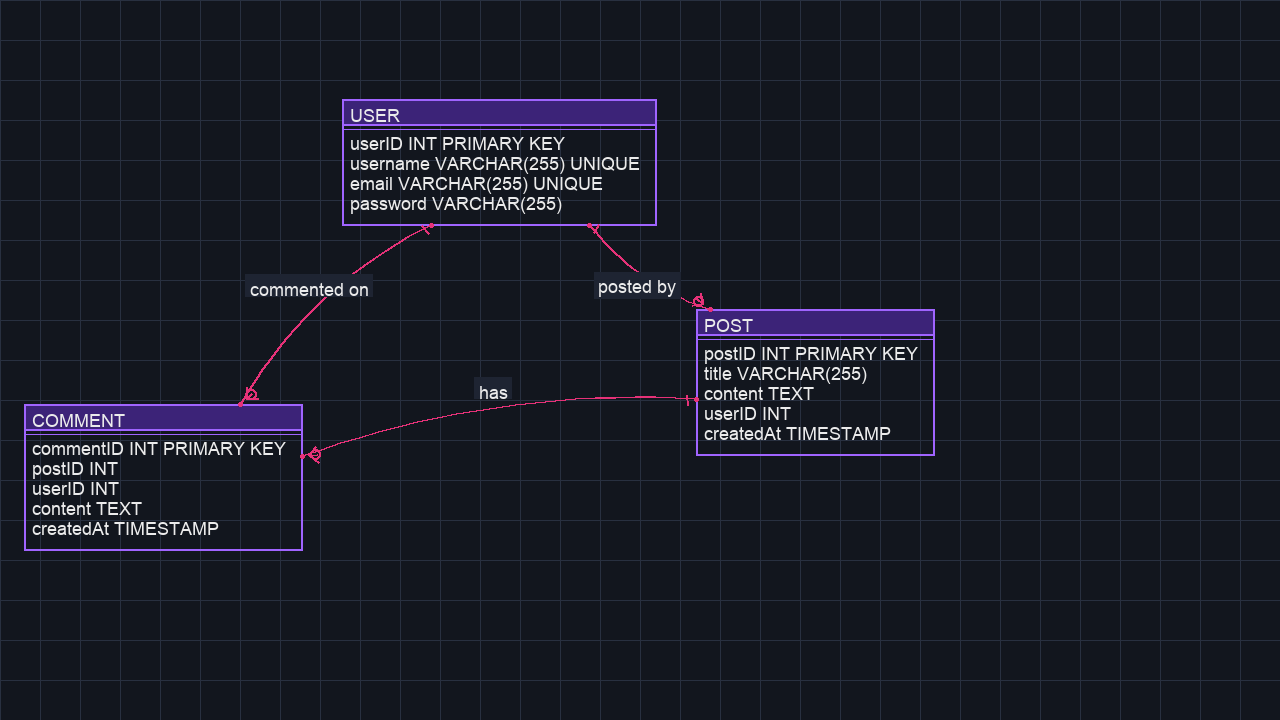 USER
userID INT PRIMARY KEY
username VARCHAR(255) UNIQUE
email VARCHAR(255) UNIQUE
password VARCHAR(255)
commented on
posted by
POST
postID INT PRIMARY KEY
title VARCHAR(255)
content TEXT
userID INT
createdAt TIMESTAMP
has
COMMENT
commentID INT PRIMARY KEY
postID INT
userID INT
content TEXT
createdAt TIMESTAMP